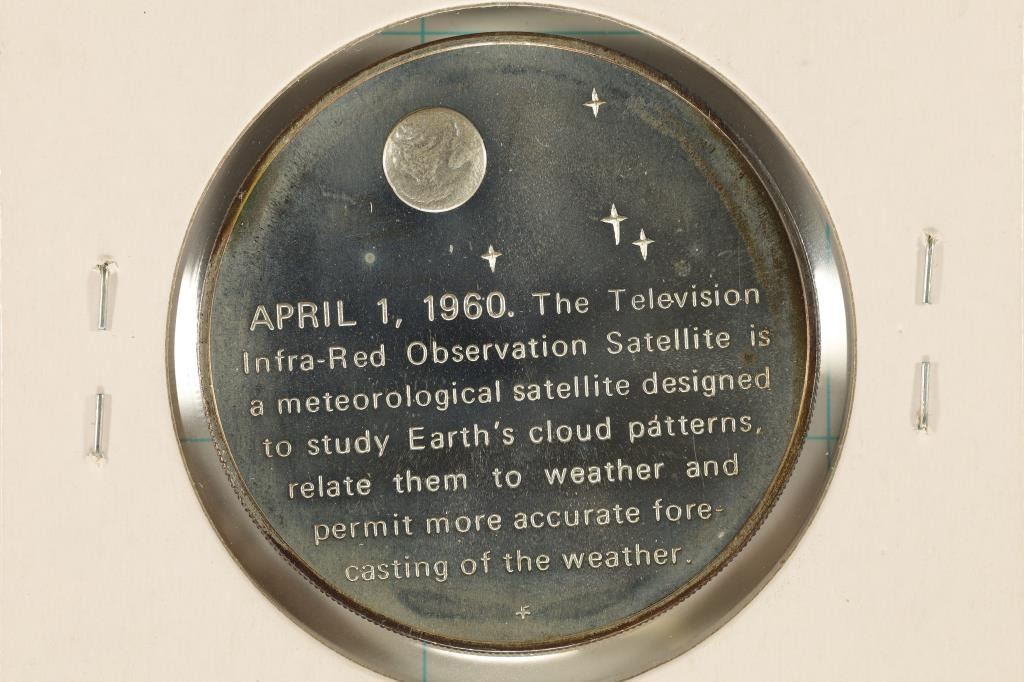 APRIL 1, 1960. The Television
Infra-Red Observation Satellite is
a meteorological satellite designed
to study Earth's cloud patterns,
relate them to weather and
permit more accurate fore-
casting of the weather.